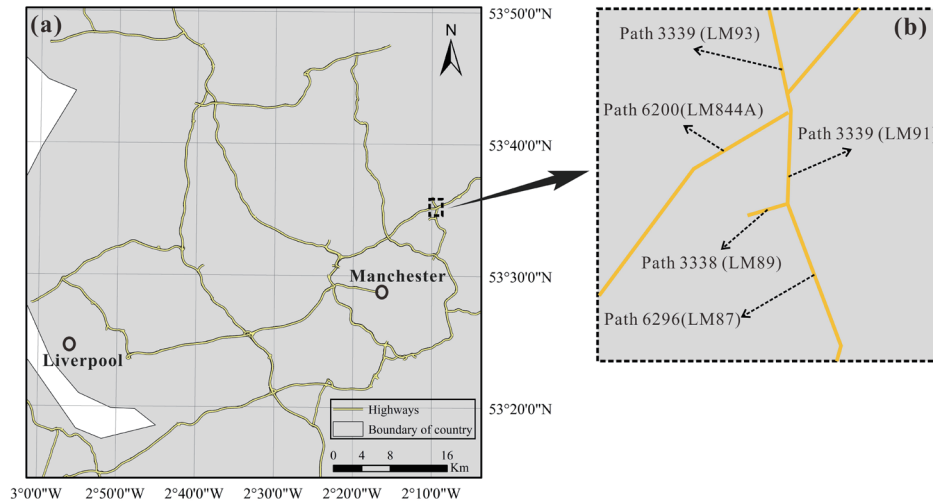 (a)
N
53°50'0"N
53°40'0"N
53°30'0"N
53°20'0"N
Manchester
Liverpool
Highways
Boundary of country
0 4 8 16
Km
3°0'0"W 2°50'0"W 2°40'0"W 2°30'0"W 2°20'0"W 2°10'0"W
(b)
Path 3339 (LM93)
Path 6200(LM844A)
Path 3339 (LM91)
Path 3338 (LM89)
Path 6296(LM87)